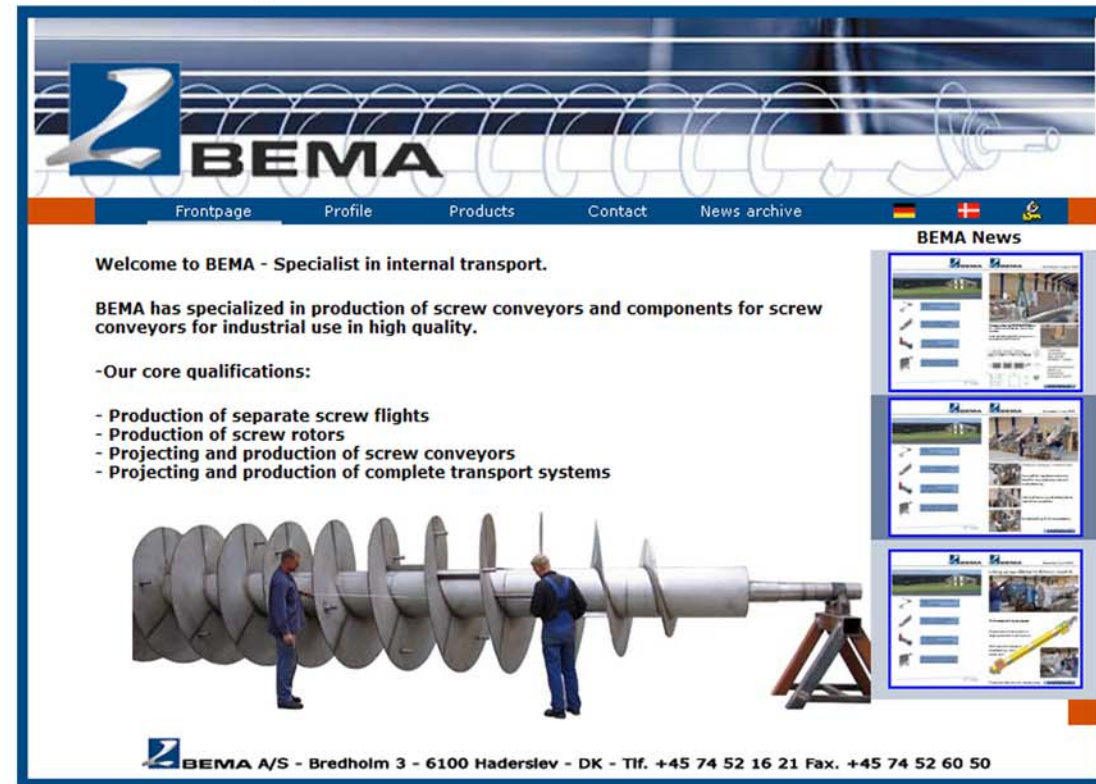 BEMA
Frontpage Profile Products Contact News archive
BEMA News
Welcome to BEMA - Specialist in internal transport.
BEMA has specialized in production of screw conveyors and components for screw
conveyors for industrial use in high quality.
-Our core qualifications:
- Production of separate screw flights
- Production of screw rotors
- Projecting and production of screw conveyors
- Projecting and production of complete transport systems
BEMA A/S - Bredholm 3 - 6100 Haderslev - DK - Tlf. +45 74 52 16 21 Fax. +45 74 52 60 50